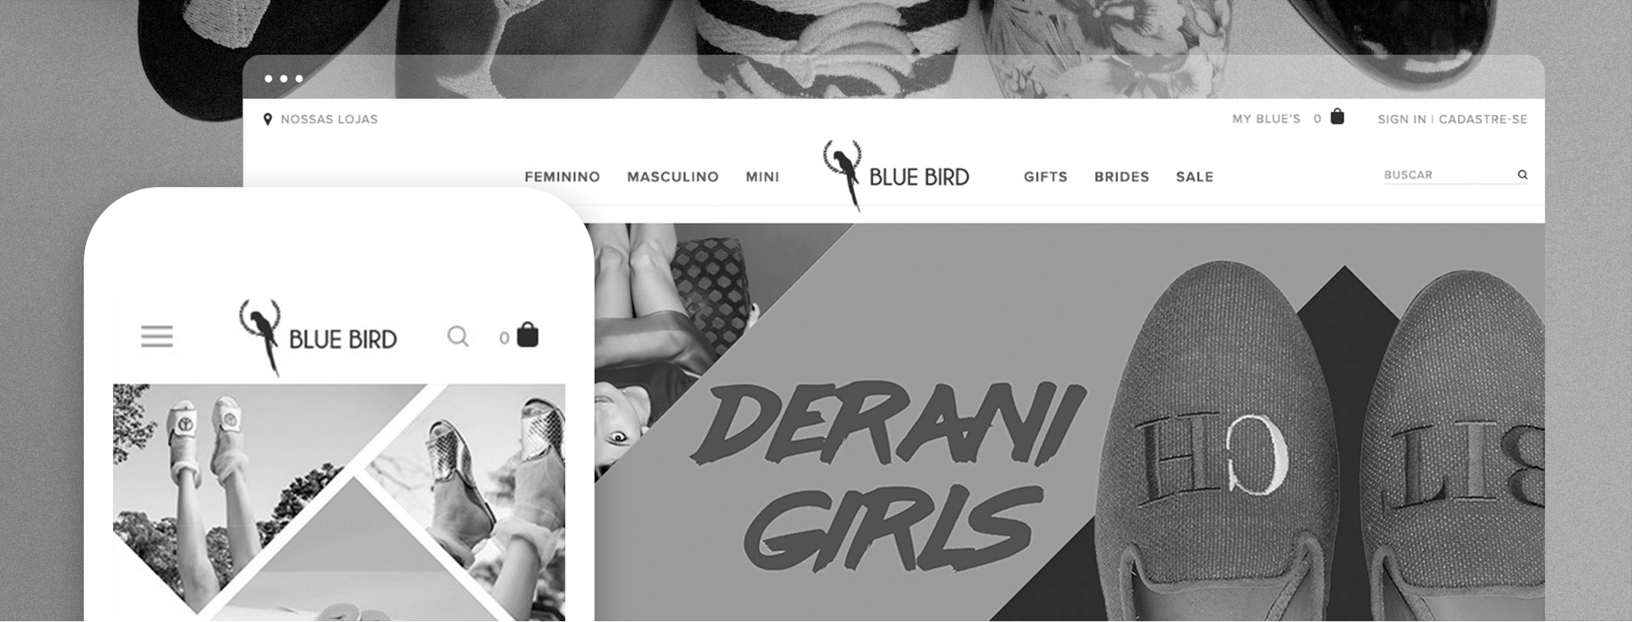 NOSSAS LOJAS
MY BLUE'S 0
SIGN IN | CADASTRE-SE
FEMININO MASCULINO MINI
BLUE BIRD
GIFTS BRIDES SALE
BUSCAR
BLUE BIRD
0
DERANI
GIRLS